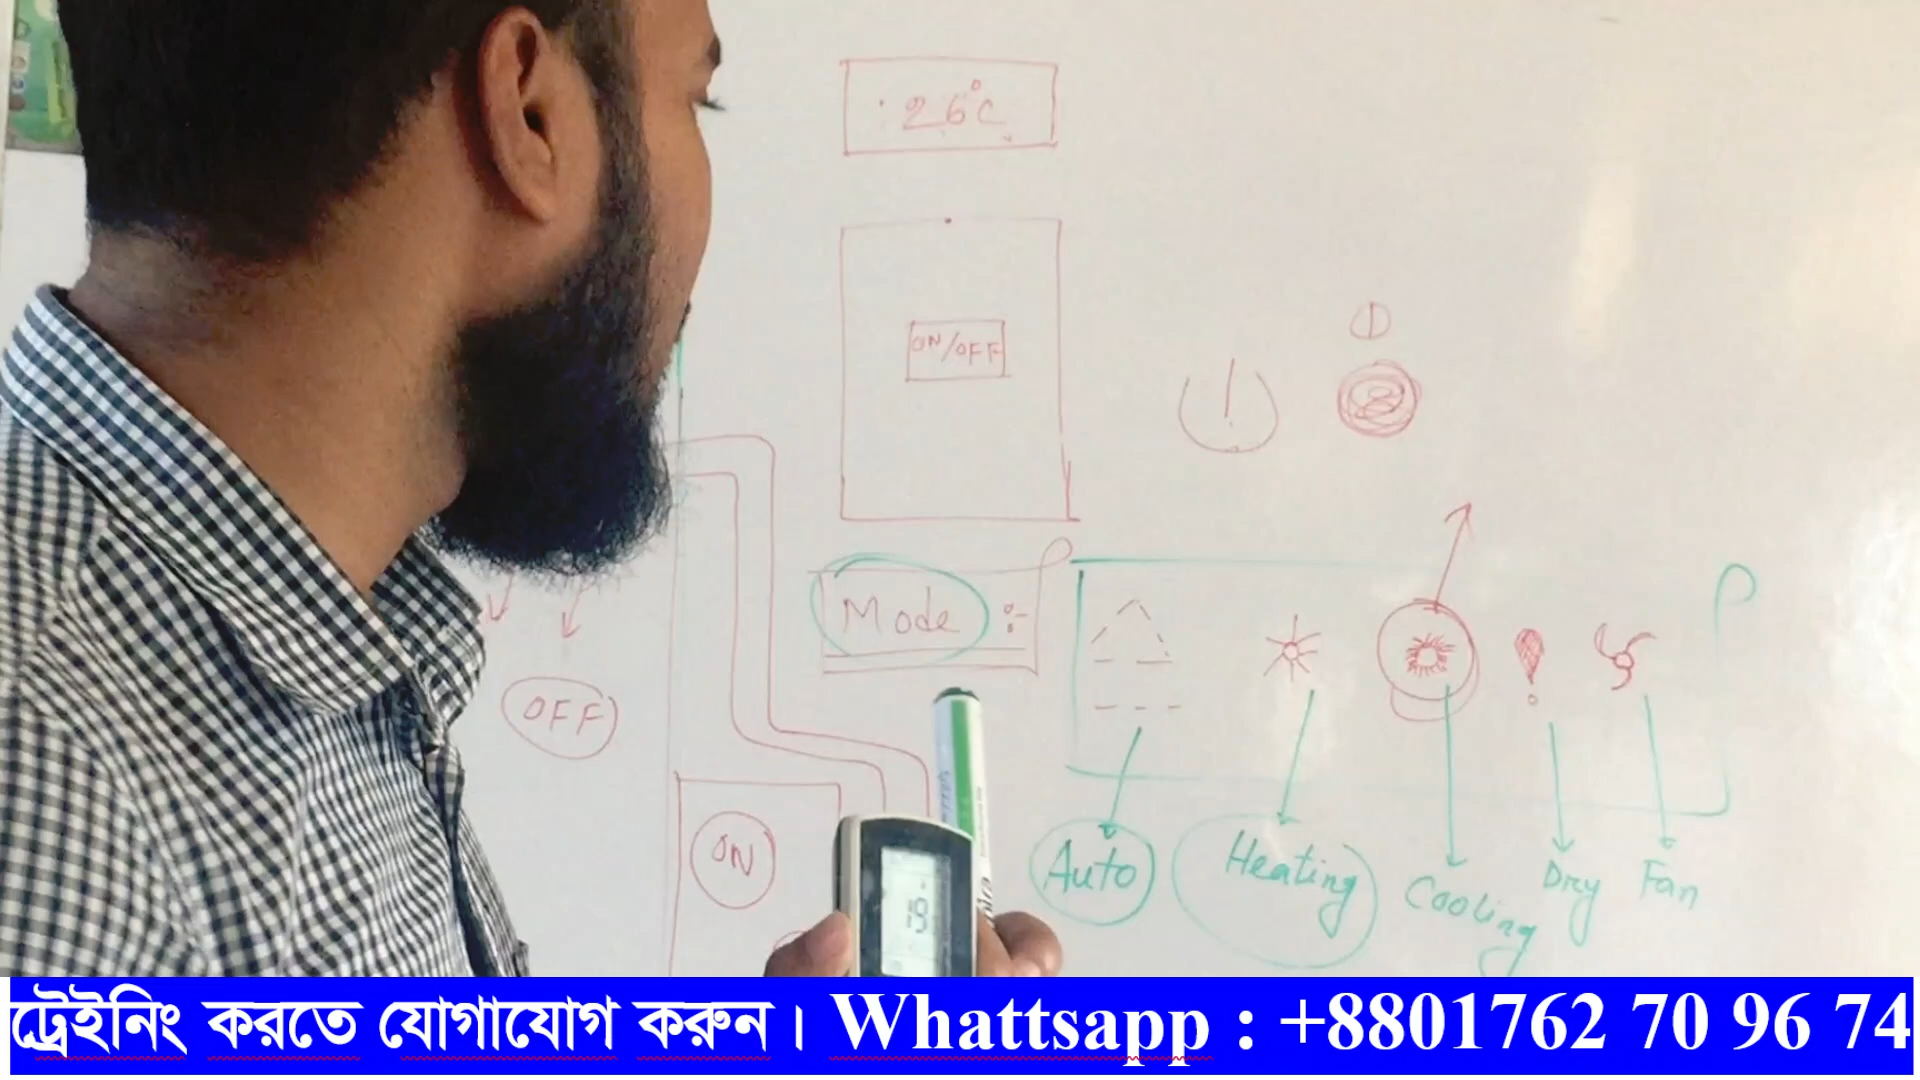 26°C
ON/OFF
Mode :-
OFF
ON
Auto
Heating
Cooling
Dry
Fan
19
ট্রেইনিং করতে যোগাযোগ করুন। Whattsapp : +8801762 70 96 74